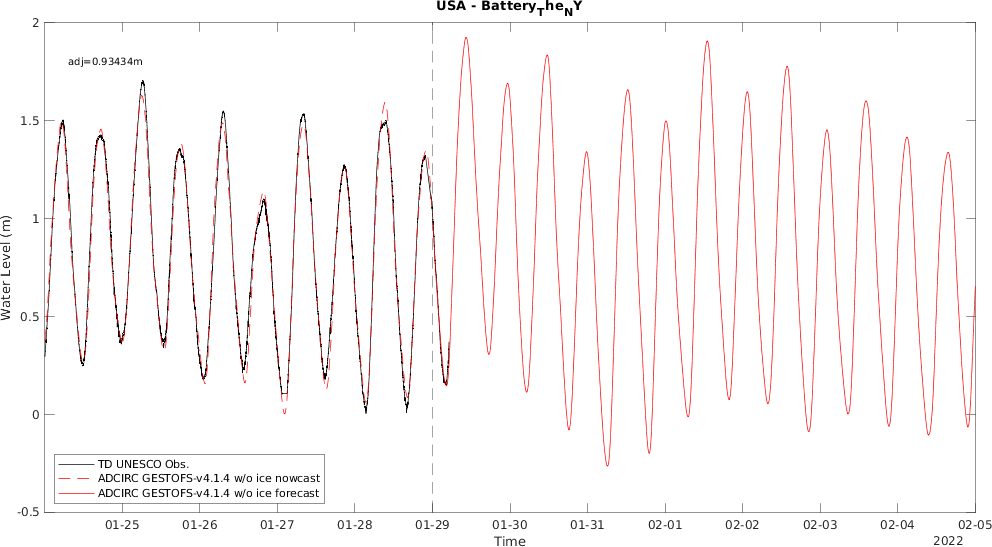 USA - Battery_The_NY
adj=0.93434m
2
1.5
1
0.5
0
-0.5
Water Level (m)
TD UNESCO Obs.
ADCIRC GESTOFS-v4.1.4 w/o ice nowcast
ADCIRC GESTOFS-v4.1.4 w/o ice forecast
01-25 01-26 01-27 01-28 01-29 01-30 01-31 02-01 02-02 02-03 02-04 02-05
Time
2022